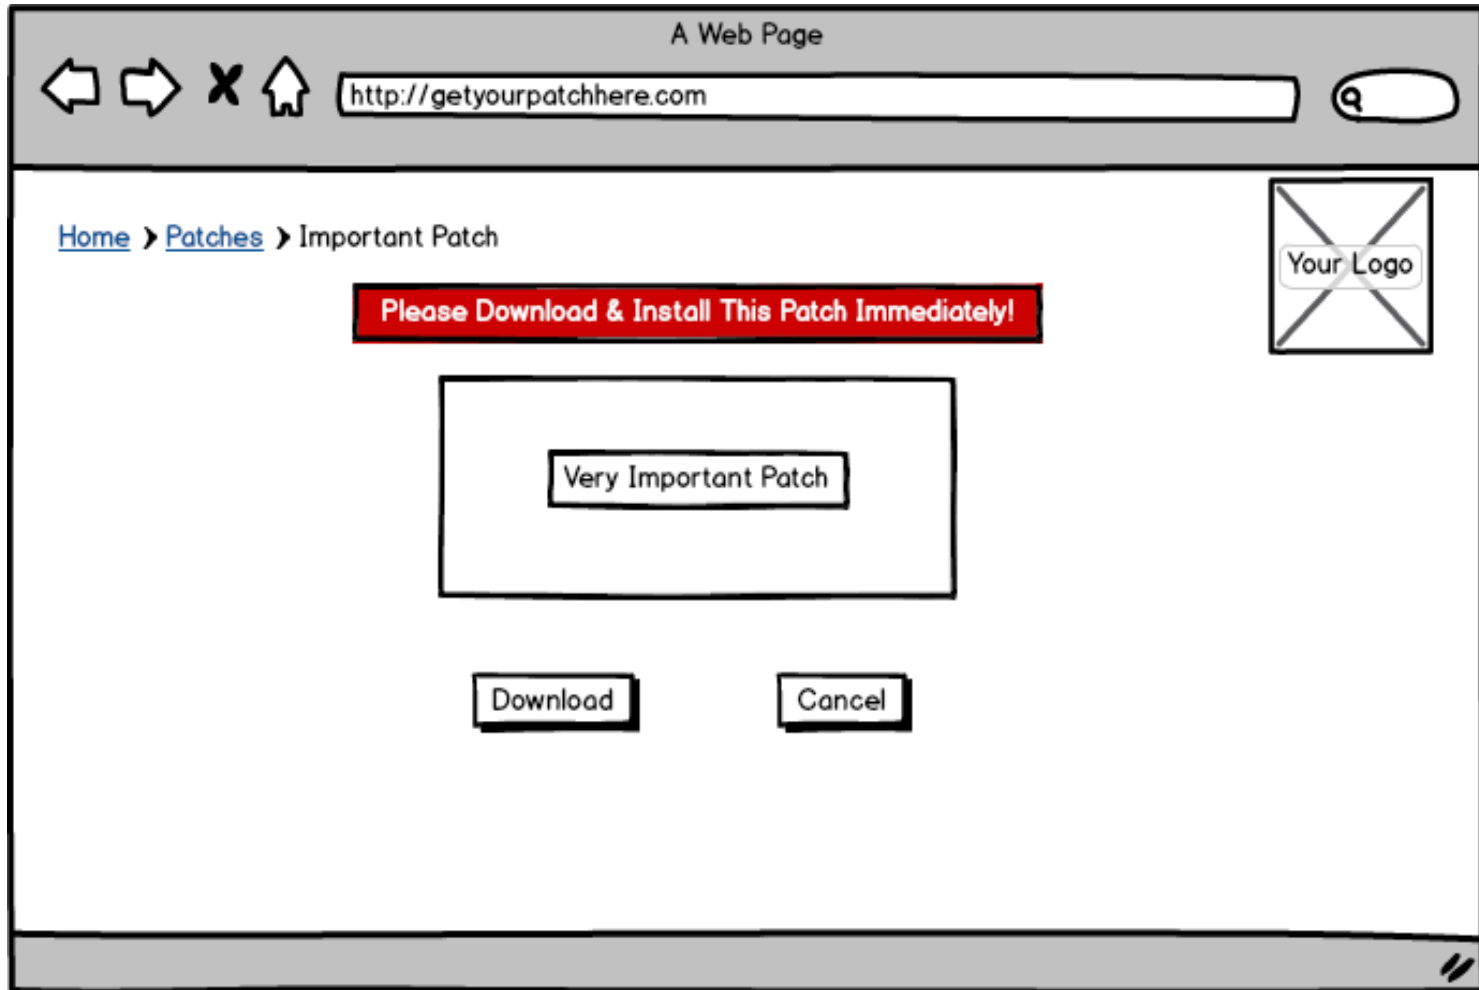 A Web Page
http://getyourpatchhere.com
Home > Patches > Important Patch
Your Logo
Please Download & Install This Patch Immediately!
Very Important Patch
Download
Cancel